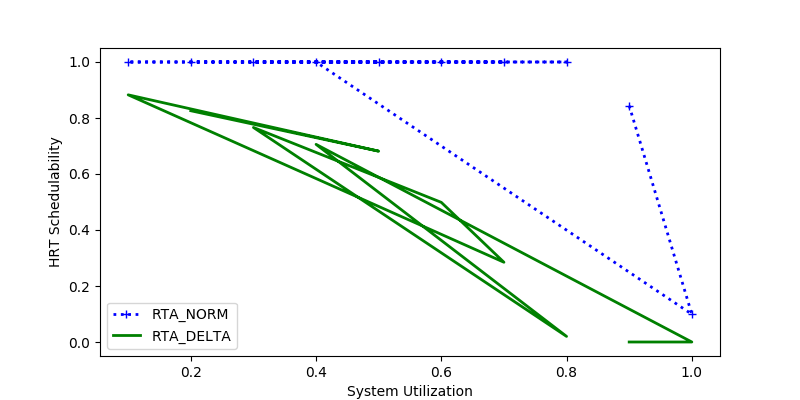 1.0
0.8
0.6
0.4
0.2
0.0
HRT Schedulability
RTA_NORM
RTA_DELTA
0.2 0.4 0.6 0.8 1.0
System Utilization